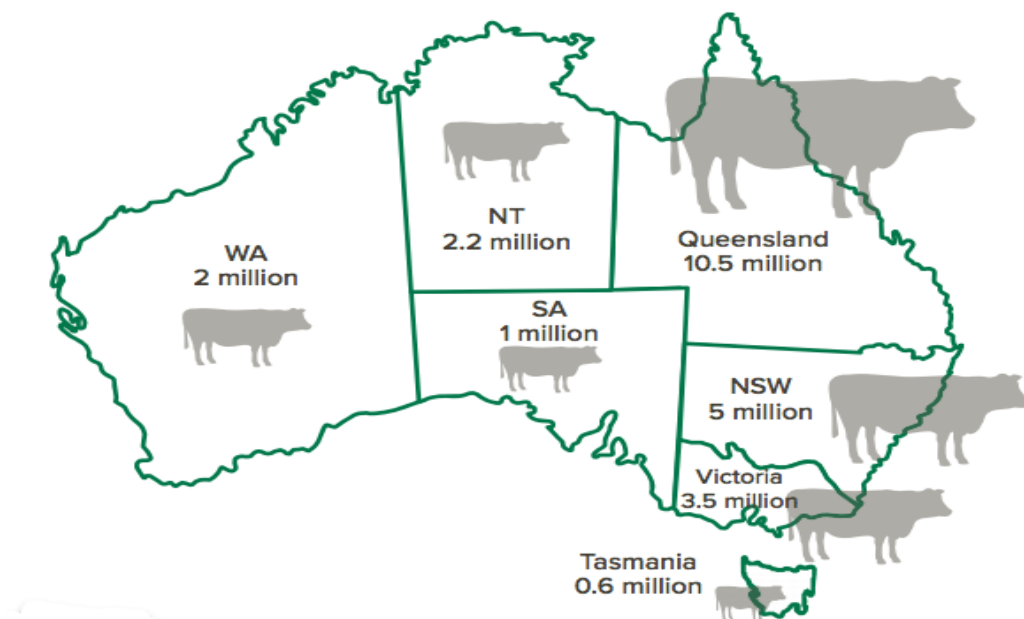 NT
2.2 million
WA
2 million
Queensland
10.5 million
SA
1 million
NSW
5 million
Victoria
3.5 million
Tasmania
0.6 million